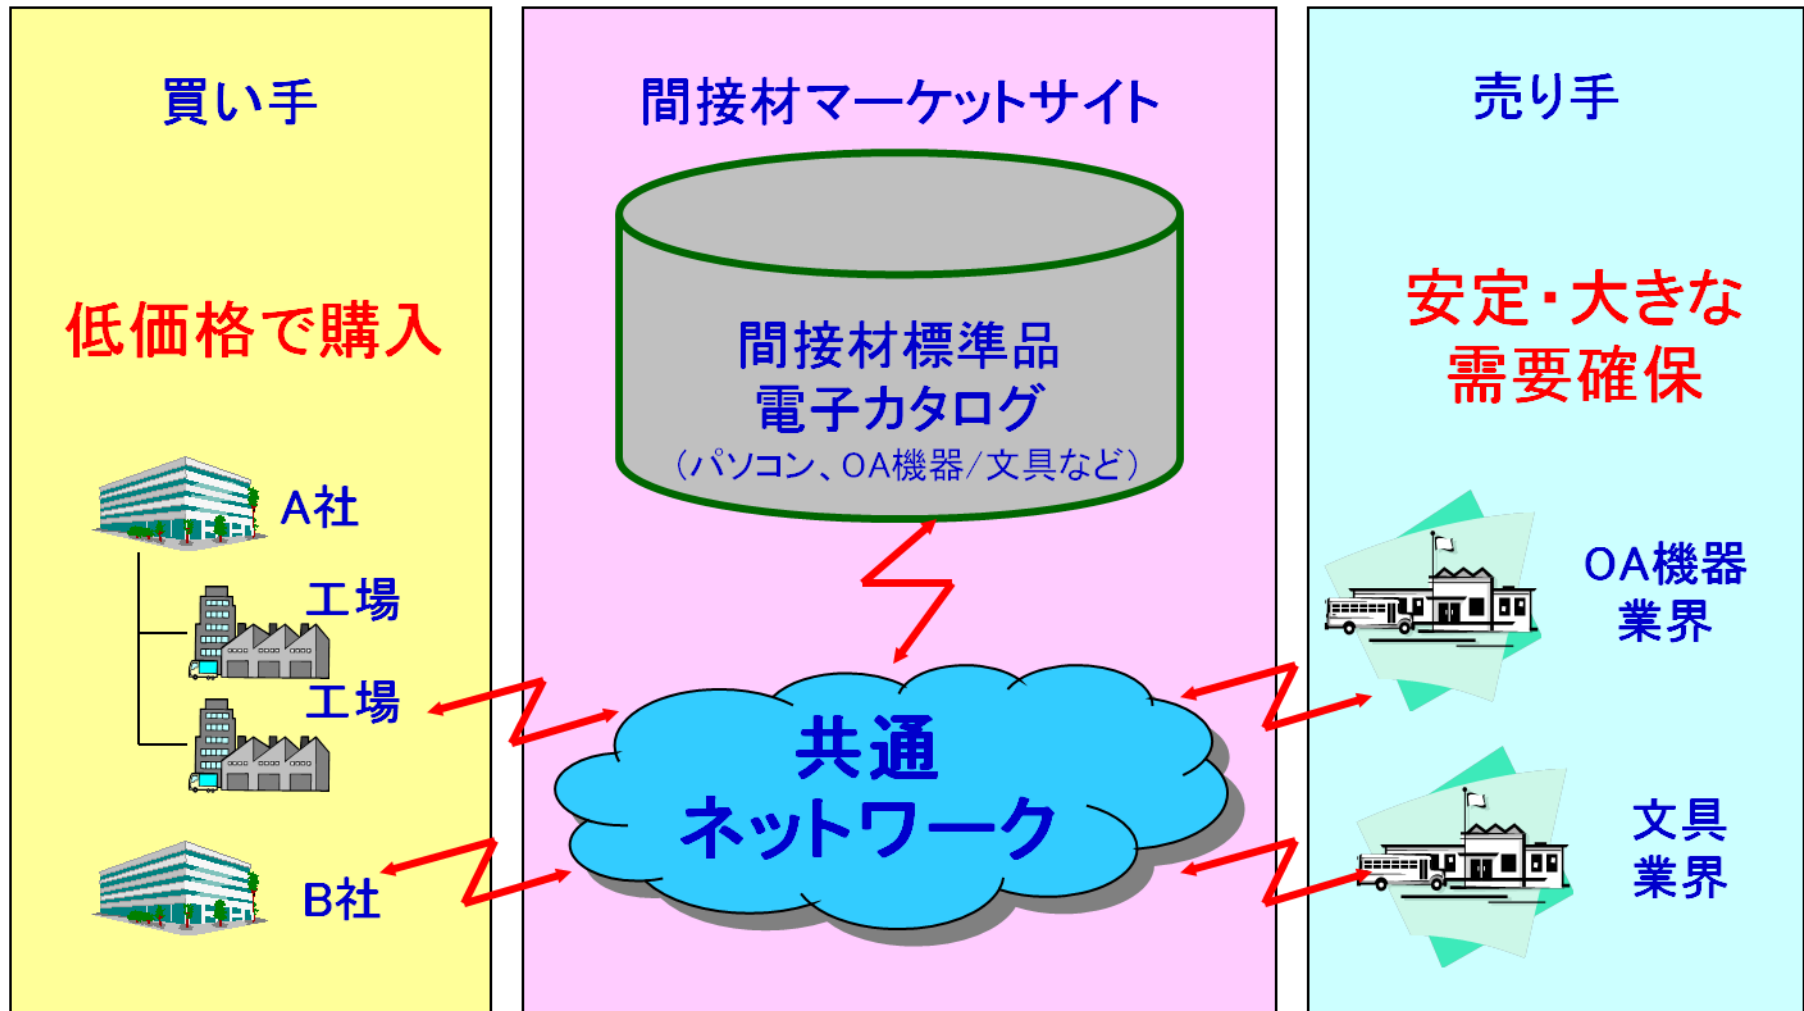 買い手
低価格で購入
A社
工場
工場
B社
間接材マーケットサイト
間接材標準品
電子カタログ
(パソコン、OA機器/文具など)
共通
ネットワーク
売り手
安定・大きな
需要確保
OA機器
業界
文具
業界